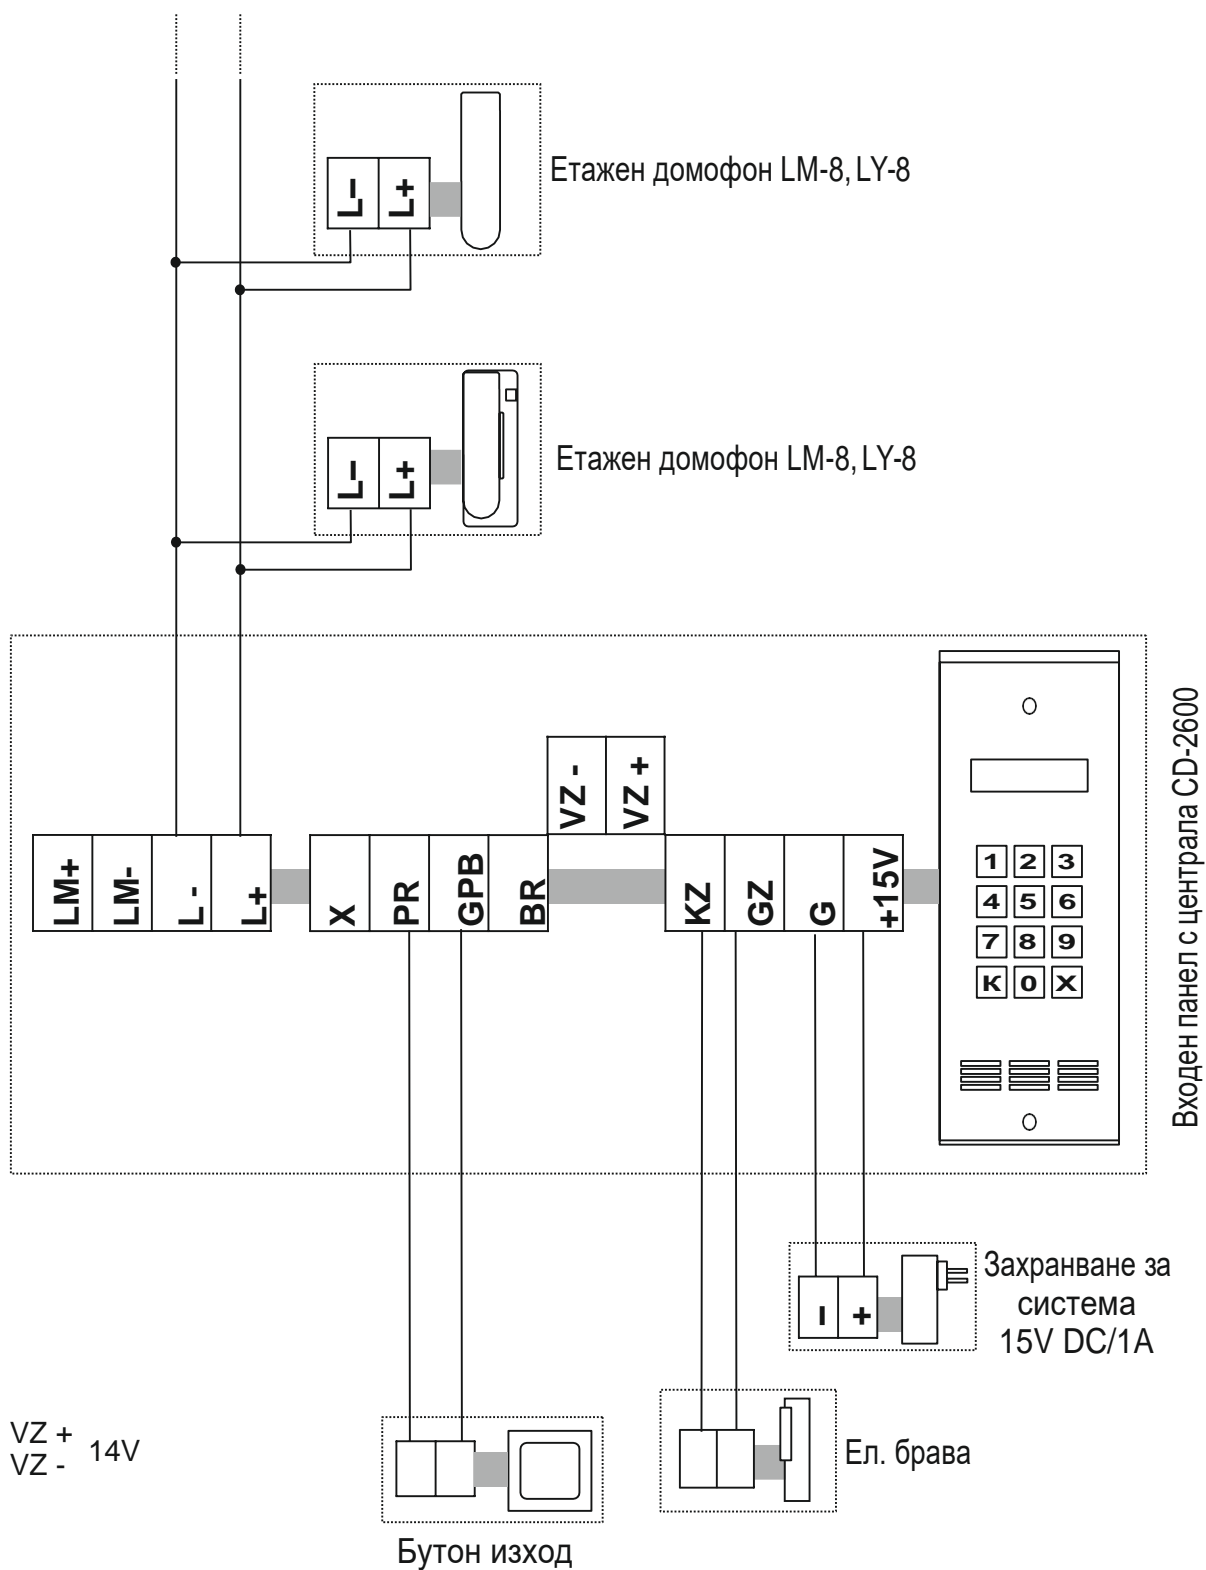 L- L+
Етажен домофон LM-8, LY-8
L- L+
Етажен домофон LM-8, LY-8
VZ - VZ +
LM+ LM- L - L+ X PR GPB BR KZ GZ G +15V
1 2 3
4 5 6
7 8 9
K 0 X
Входен панел с централа CD-2600
- +
Захранване за
система
15V DC/1A
VZ +
VZ -
14V
Ел. брава
Бутон изход